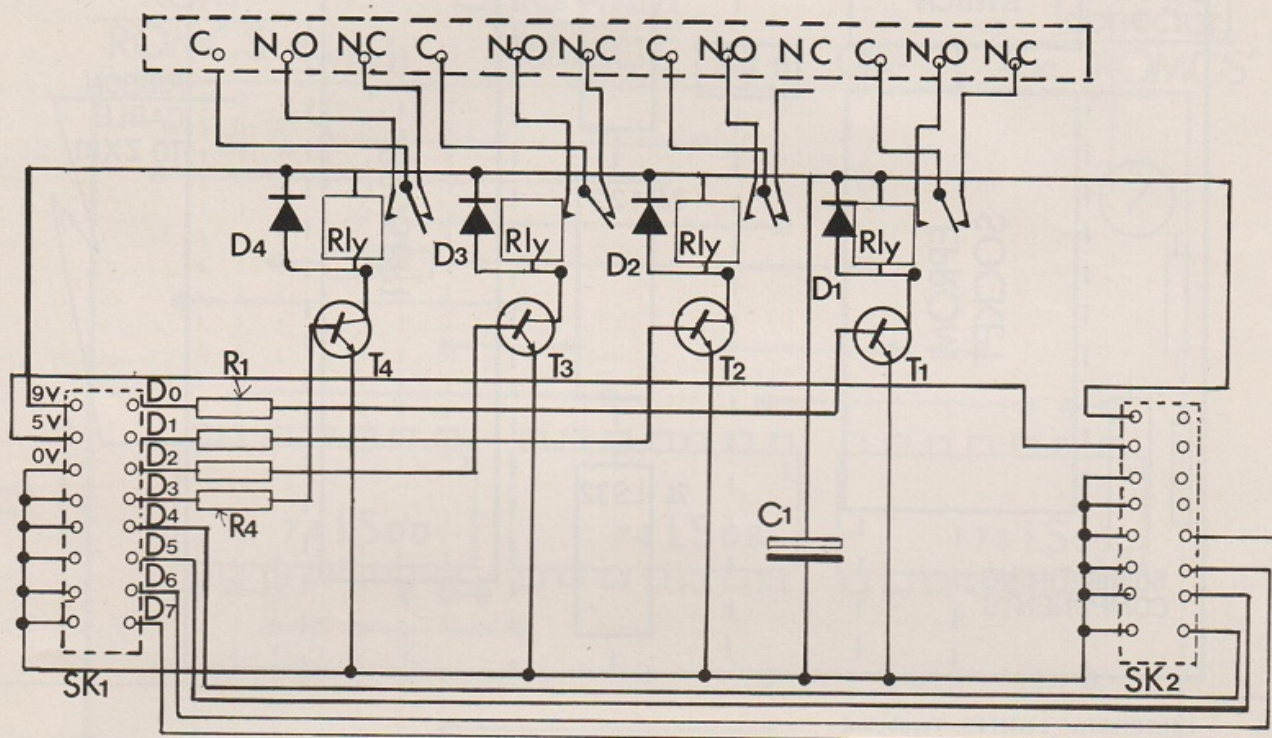 C NO NC C NO NC C NO NC C NO NC
D4 Rly D3 Rly D2 Rly D1 Rly
T4 T3 T2 T1
R1
9V D0
5V D1
0V D2
D3
R4
D4
D5
D6
D7
C1
SK1
SK2